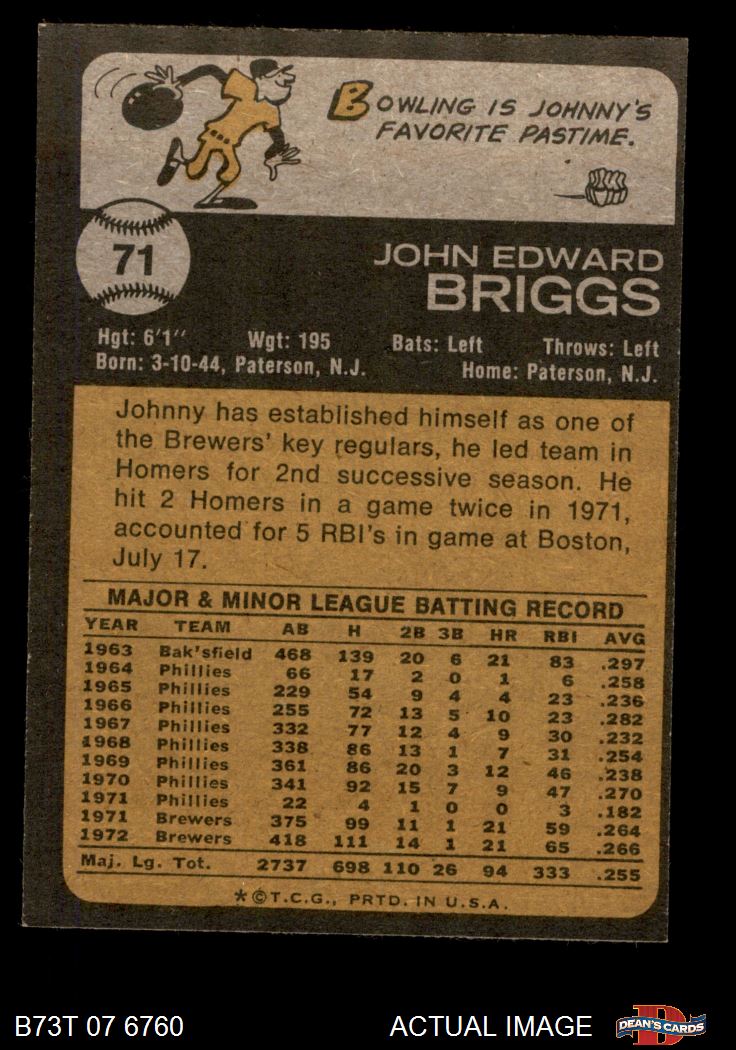 BOWLING IS JOHNNY'S
FAVORITE PASTIME.
71
JOHN EDWARD
BRIGGS
Hgt: 6'1" Wgt: 195 Bats: Left Throws: Left
Born: 3-10-44, Paterson, N.J. Home: Paterson, N.J.
Johnny has established himself as one of
the Brewers' key regulars, he led team in
Homers for 2nd successive season. He
hit 2 Homers in a game twice in 1971,
accounted for 5 RBI's in game at Boston,
July 17.
MAJOR & MINOR LEAGUE BATTING RECORD
YEAR TEAM AB H 2B 3B HR RBI AVG
1963 Bak'sfield 468 139 20 6 21 83 .297
1964 Phillies 66 17 2 0 1 6 .258
1965 Phillies 229 54 9 4 4 23 .236
1966 Phillies 255 72 13 5 10 23 .282
1967 Phillies 332 77 12 4 9 30 .232
1968 Phillies 338 86 13 1 7 31 .254
1969 Phillies 361 86 20 3 12 46 .238
1970 Phillies 341 92 15 7 9 47 .270
1971 Phillies 22 4 1 0 0 3 .182
1971 Brewers 375 99 11 1 21 59 .264
1972 Brewers 418 111 14 1 21 65 .266
Maj. Lg. Tot. 2737 698 110 26 94 333 .255
*©T.C.G., PRTD. IN U.S.A.
B73T 07 6760 ACTUAL IMAGE D DEAN'S CARDS